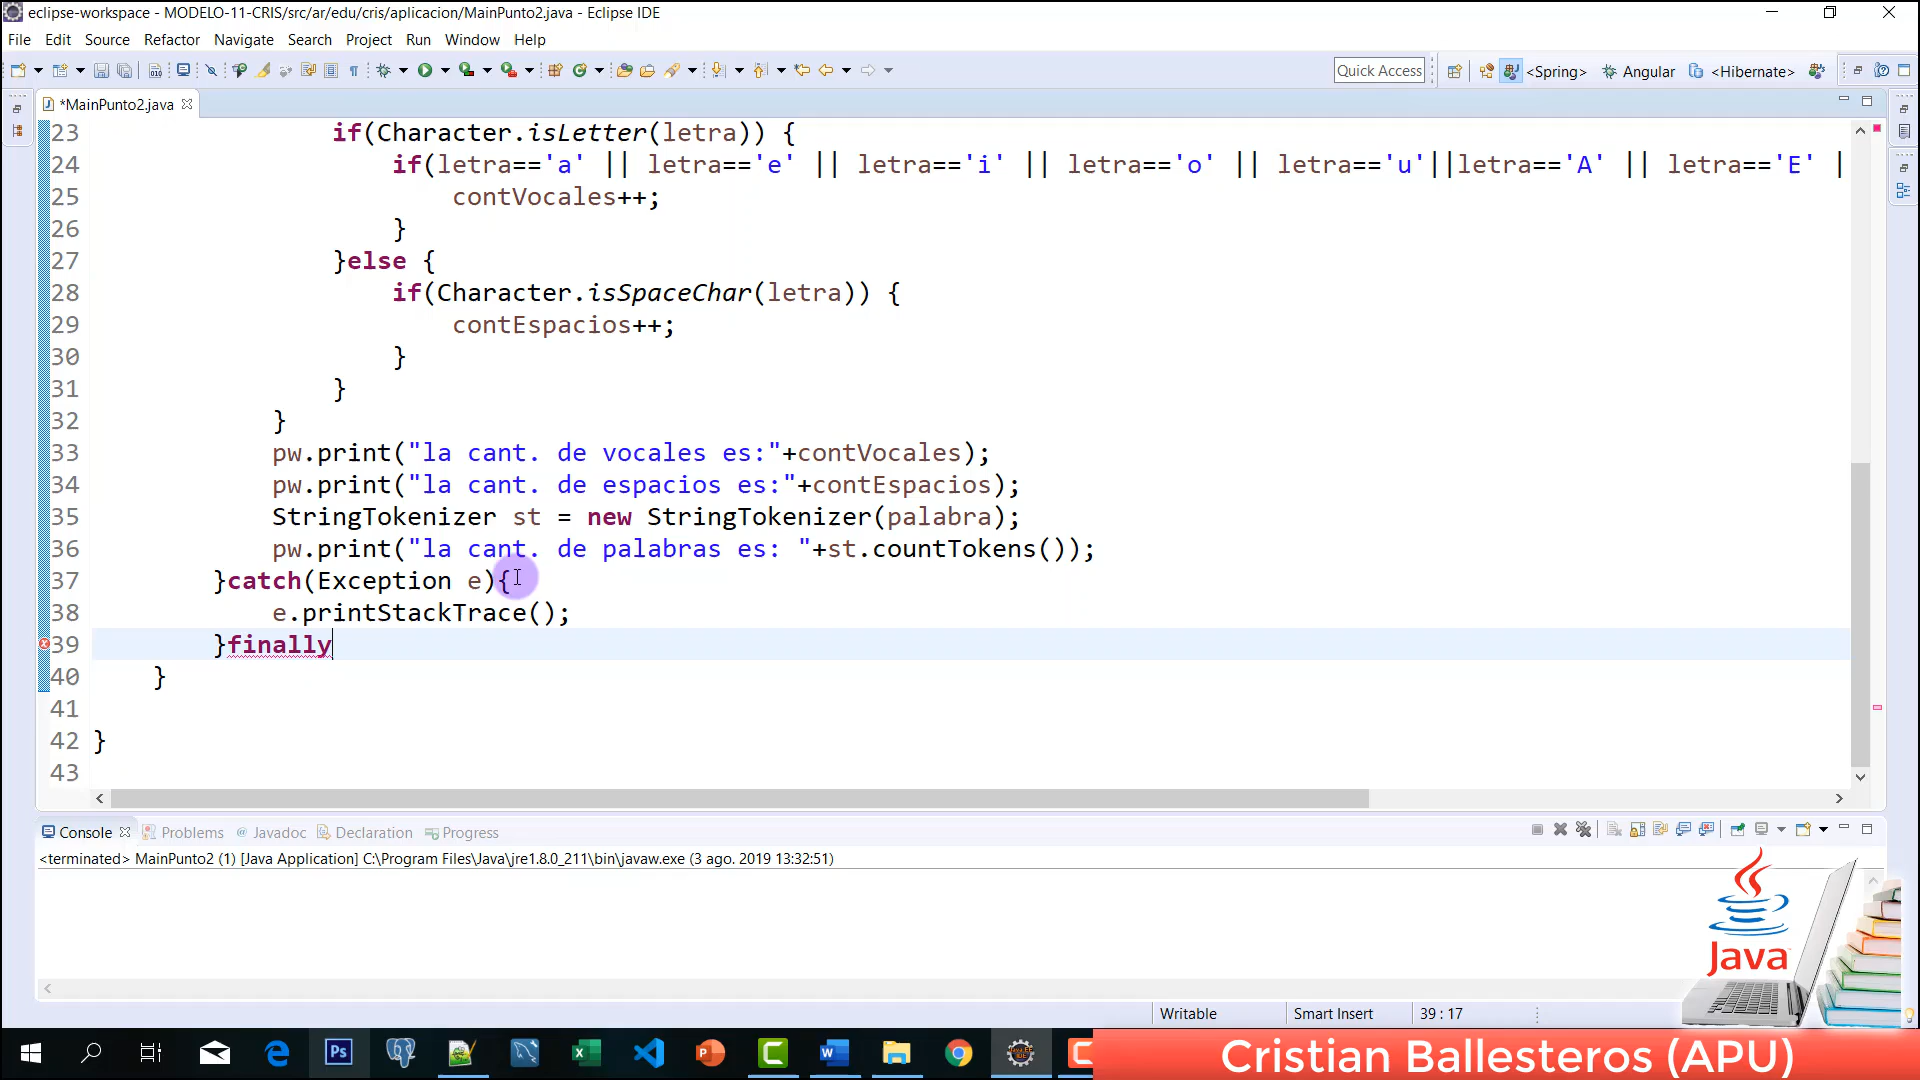 eclipse-workspace - MODELO-11-CRIS/src/ar/edu/cris/aplicacion/MainPunto2.java - Eclipse IDE
File Edit Source Refactor Navigate Search Project Run Window Help
Quick Access <Spring> Angular <Hibernate>
*MainPunto2.java
23 if(Character.isLetter(letra)) {
24 if(letra=='a' || letra=='e' || letra=='i' || letra=='o' || letra=='u'||letra=='A' || letra=='E' |
25 contVocales++;
26 }
27 }else {
28 if(Character.isSpaceChar(letra)) {
29 contEspacios++;
30 }
31 }
32 }
33 pw.print("la cant. de vocales es:"+contVocales);
34 pw.print("la cant. de espacios es:"+contEspacios);
35 StringTokenizer st = new StringTokenizer(palabra);
36 pw.print("la cant. de palabras es: "+st.countTokens());
37 }catch(Exception e){
38 e.printStackTrace();
39 }finally
40 }
41
42 }
43
Console Problems @ Javadoc Declaration Progress
<terminated> MainPunto2 (1) [Java Application] C:\Program Files\Java\jre1.8.0_211\bin\javaw.exe (3 ago. 2019 13:32:51)
Java
Writable Smart Insert 39 : 17
Cristian Ballesteros (APU)